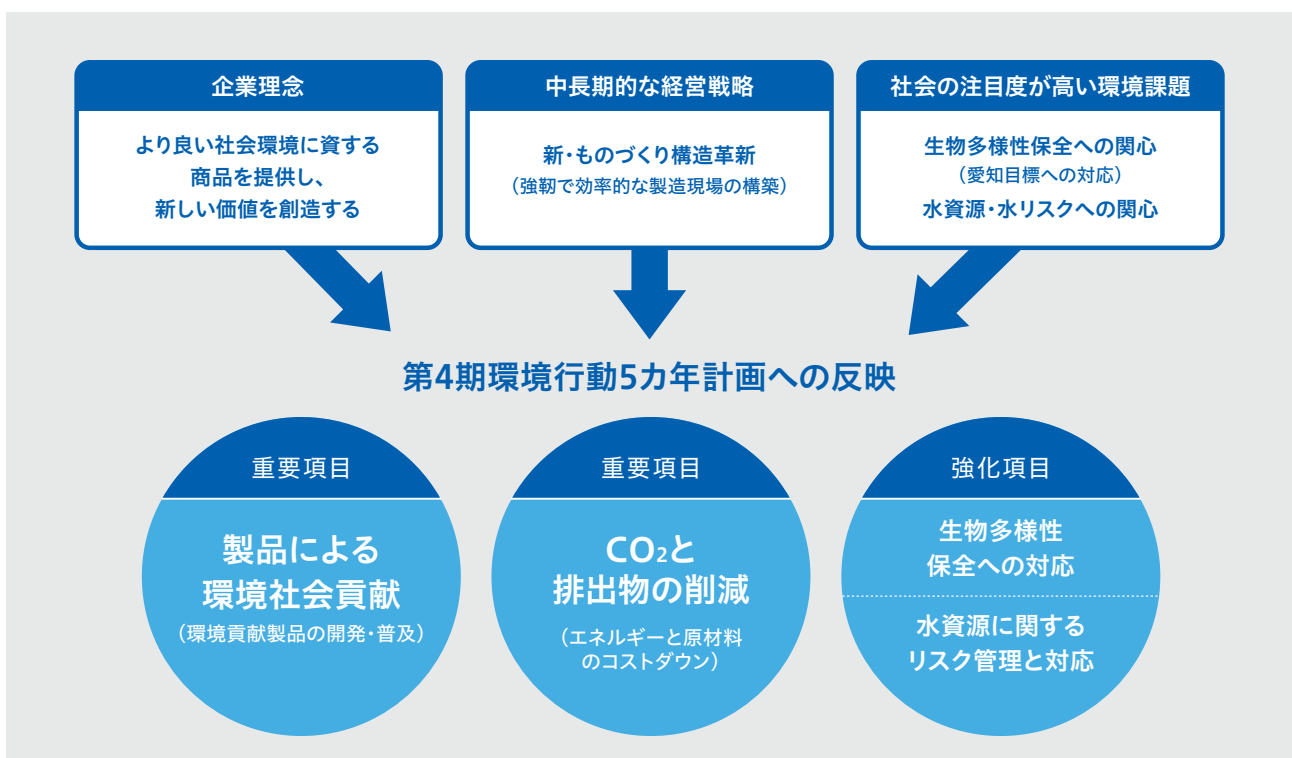 企業理念
より良い社会環境に資する
商品を提供し、
新しい価値を創造する
中長期的な経営戦略
新・ものづくり構造革新
（強靭で効率的な製造現場の構築）
社会の注目度が高い環境課題
生物多様性保全への関心
（愛知目標への対応）
水資源・水リスクへの関心
第4期環境行動5カ年計画への反映
重要項目
製品による
環境社会貢献
（環境貢献製品の開発・普及）
重要項目
CO₂と
排出物の削減
（エネルギーと原材料
のコストダウン）
強化項目
生物多様性
保全への対応
水資源に関する
リスク管理と対応